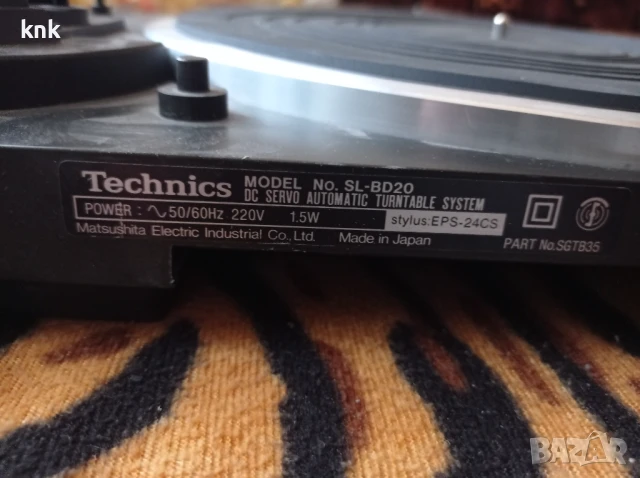 knk
Technics MODEL No. SL-BD20
DC SERVO AUTOMATIC TURNTABLE SYSTEM
POWER : ∿50/60Hz 220V 1.5W stylus:EPS-24CS
Matsushita Electric Industrial Co., Ltd. Made in Japan PART No.SGTB35
BAZAR
bg